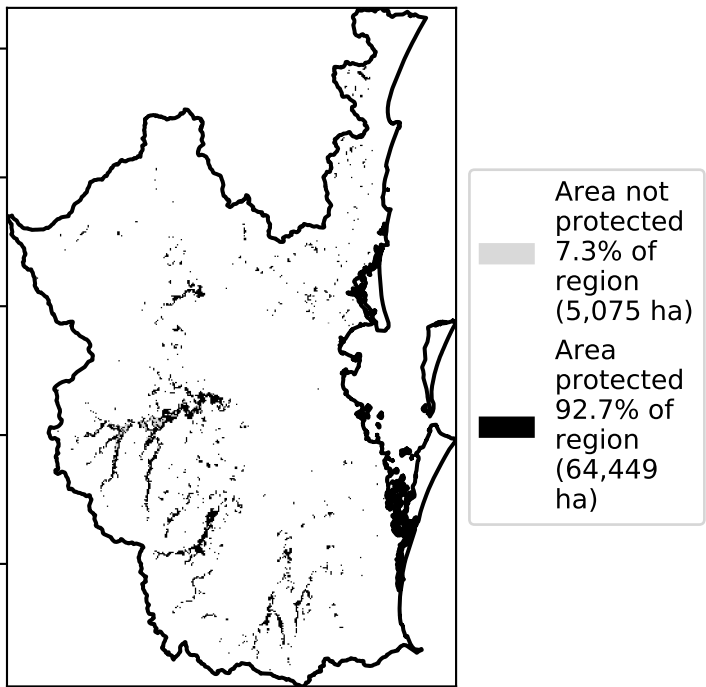 Area not
protected
7.3% of
region
(5,075 ha)
Area
protected
92.7% of
region
(64,449
ha)